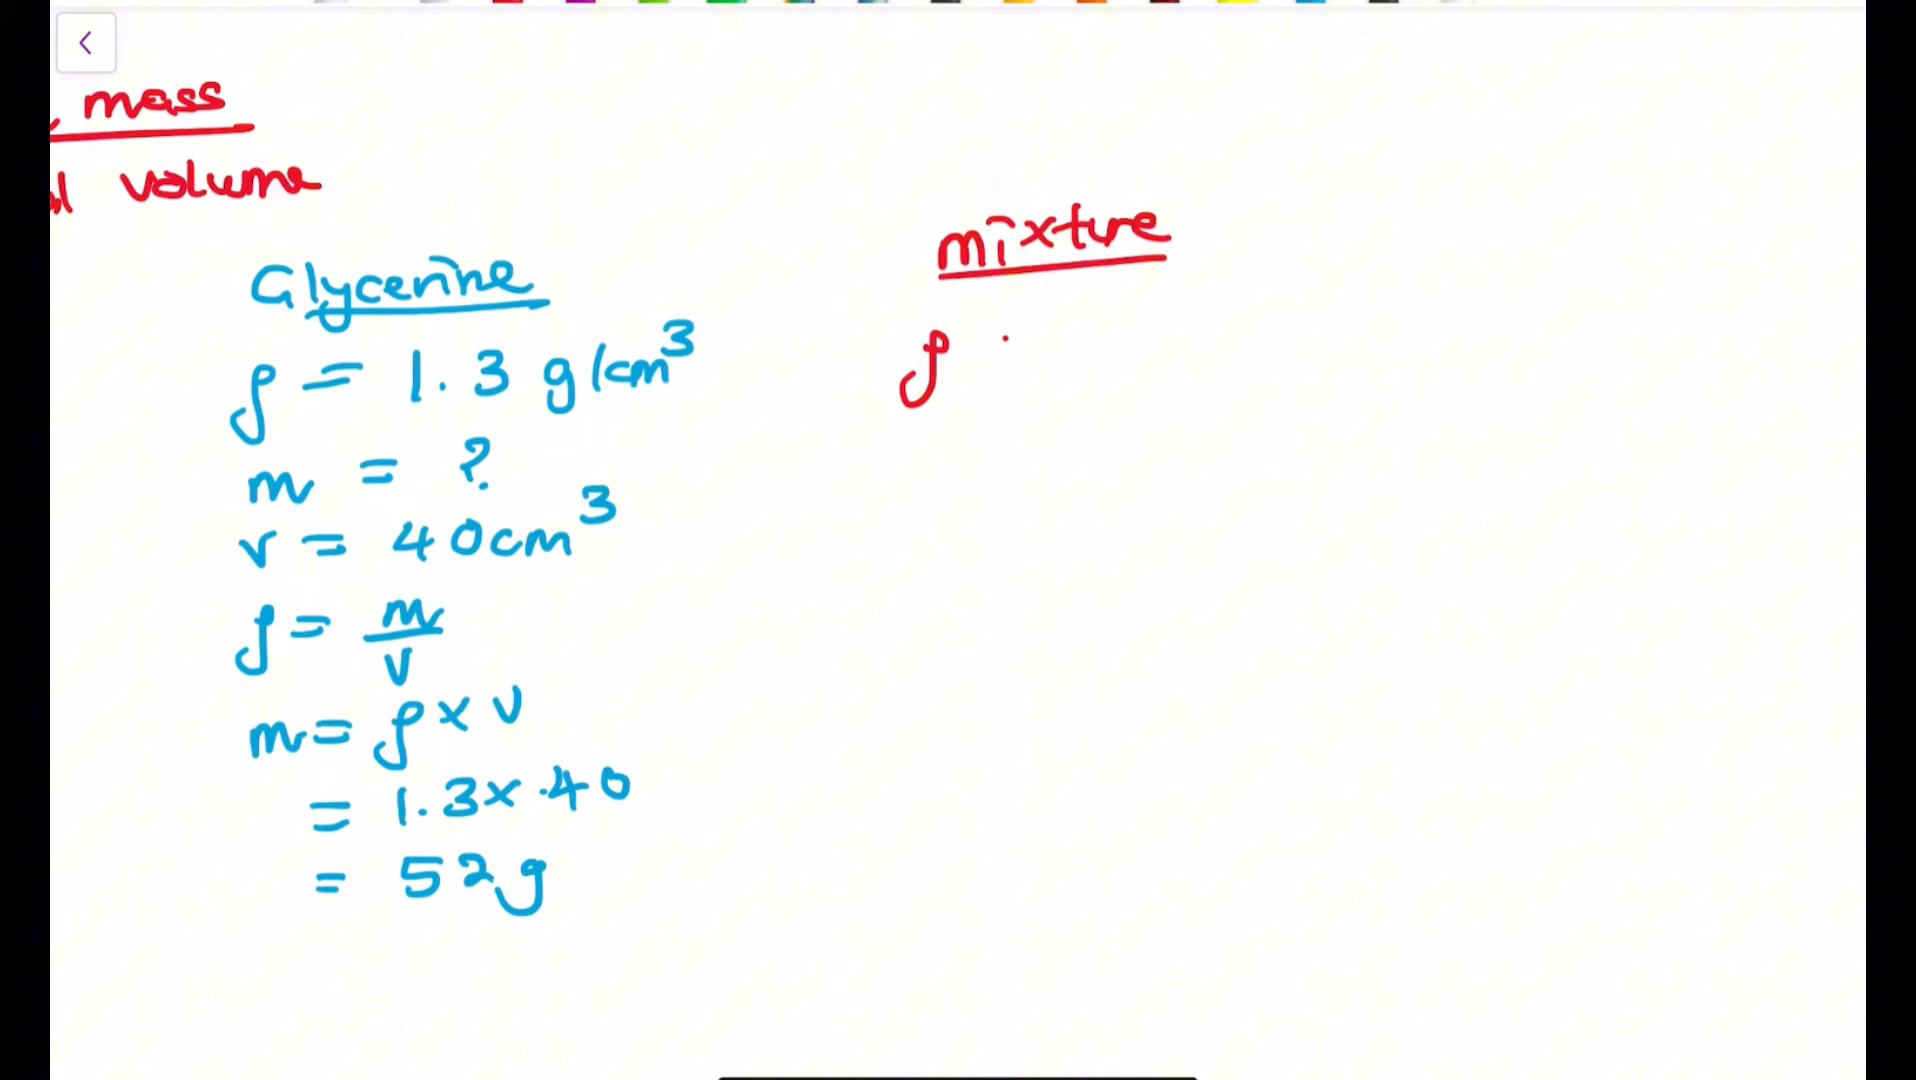 mass
volume
Glycerine
ρ = 1.3 g/cm³
m = ?
v = 40cm³
ρ = m/v
m = ρ x v
= 1.3 x 40
= 52g
mixture
ρ